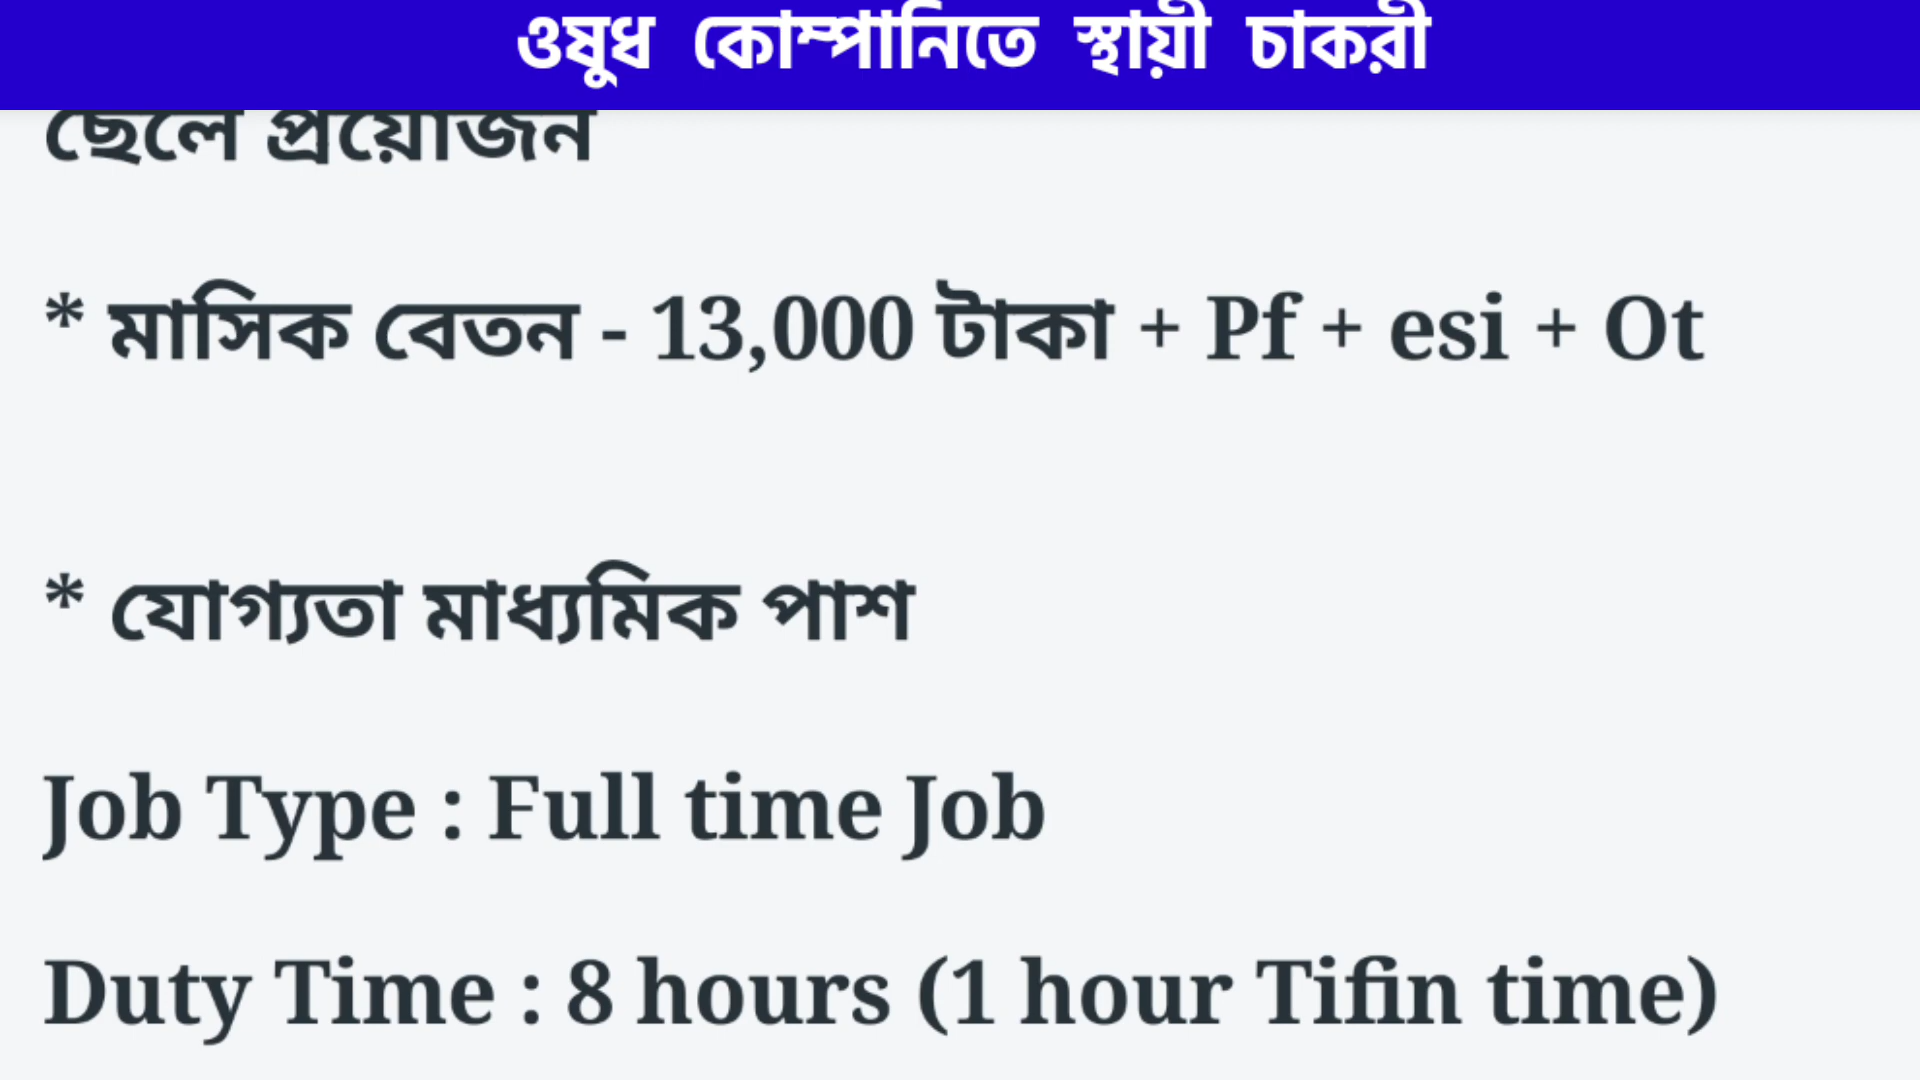 ওষুধ কোম্পানিতে স্থায়ী চাকরী
ছেলে প্রয়োজন
* মাসিক বেতন - 13,000 টাকা + Pf + esi + Ot
* যোগ্যতা মাধ্যমিক পাশ
Job Type : Full time Job
Duty Time : 8 hours (1 hour Tifin time)